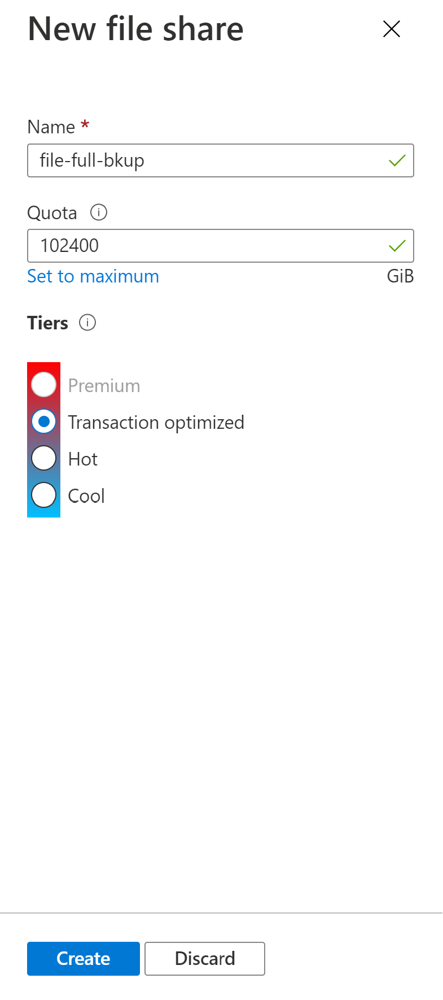 New file share
Name *
file-full-bkup
Quota
102400
Set to maximum GiB
Tiers
Premium
Transaction optimized
Hot
Cool
Create Discard